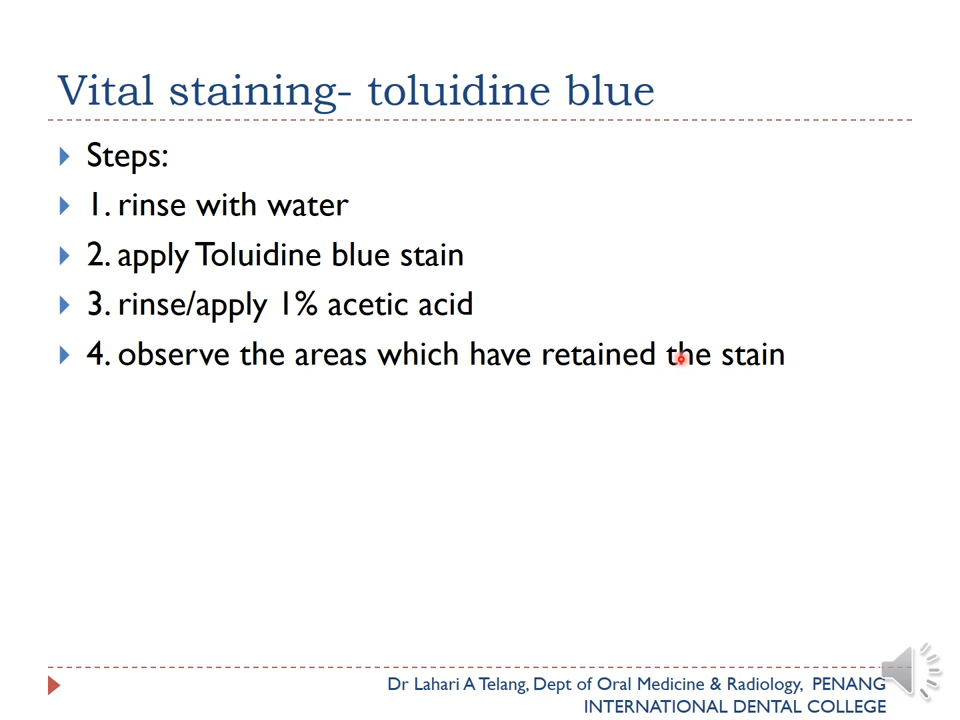 Vital staining- toluidine blue
Steps:
1. rinse with water
2. apply Toluidine blue stain
3. rinse/apply 1% acetic acid
4. observe the areas which have retained the stain
Dr Lahari A Telang, Dept of Oral Medicine & Radiology, PENANG
INTERNATIONAL DENTAL COLLEGE